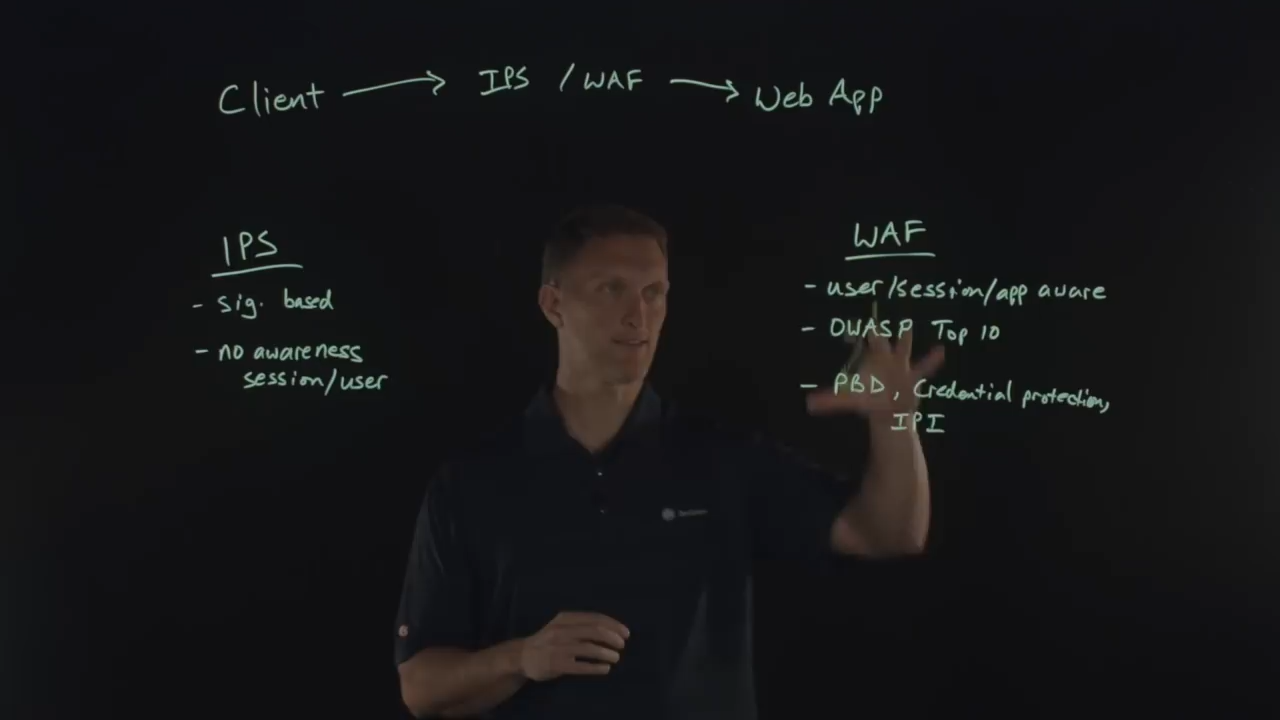 Client → IPS / WAF → Web App
IPS
- sig. based
- no awareness
session/user
WAF
- user/session/app aware
- OWASP Top 10
- PBD, Credential protection,
IPI